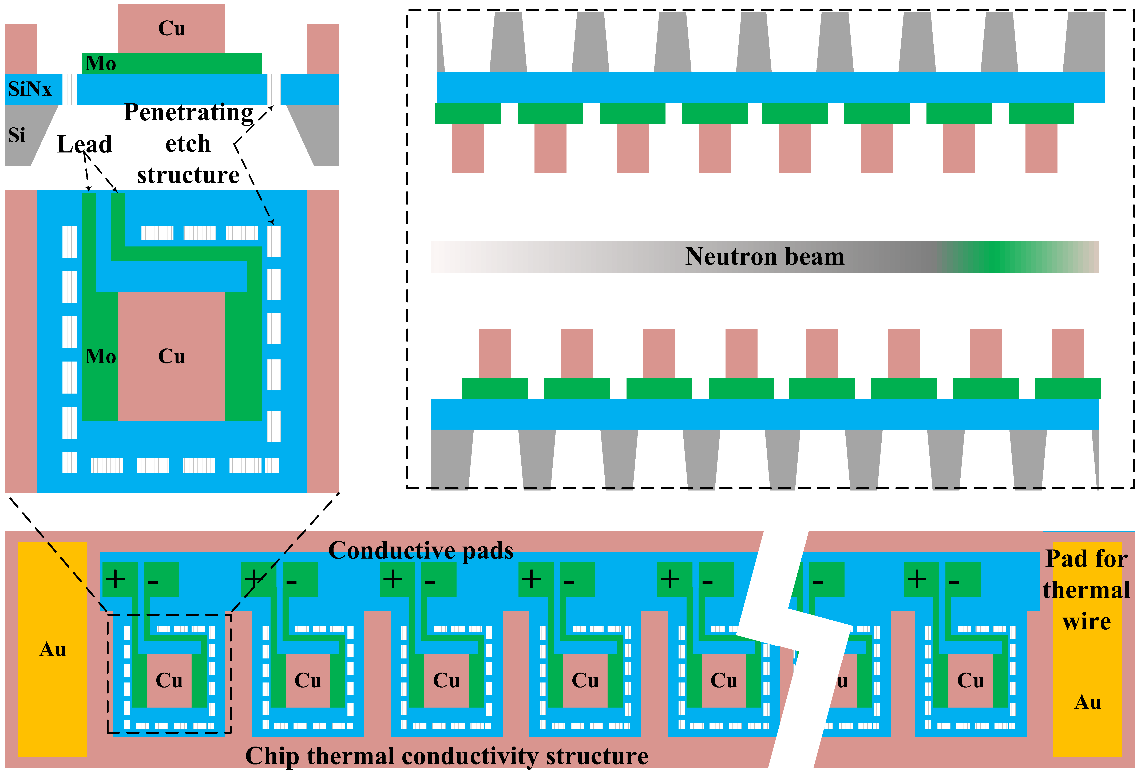 Cu
Mo
SiNx
Si
Penetrating
etch
structure
Lead
Mo
Cu
Neutron beam
Conductive pads
+ - + - + - + - + - - + -
Pad for
thermal
wire
Au
Cu
Cu
Cu
Cu
Cu
Cu
Cu
Au
Chip thermal conductivity structure